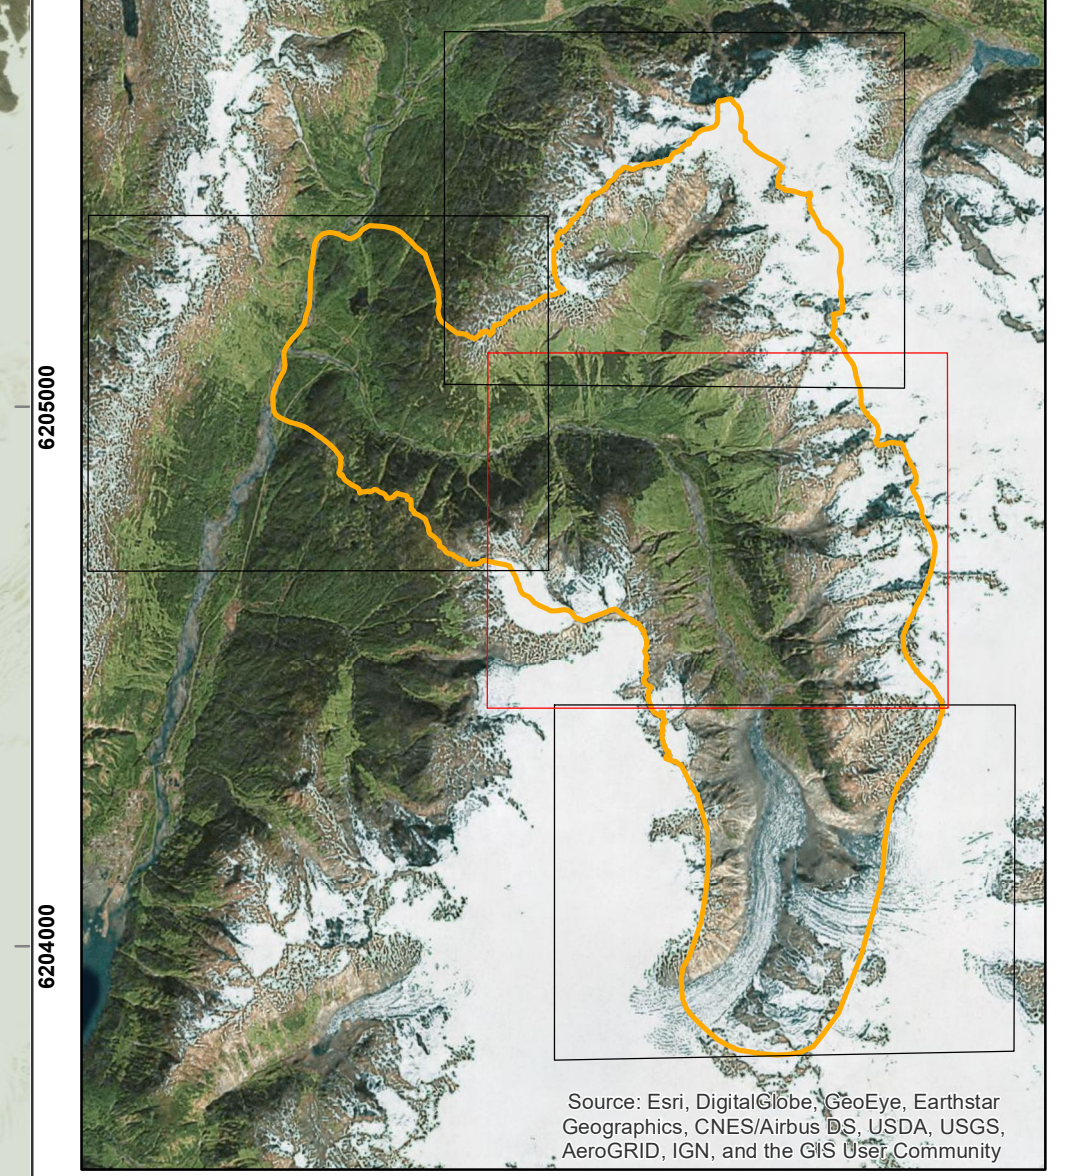 6205000
6204000
Source: Esri, DigitalGlobe, GeoEye, Earthstar
Geographics, CNES/Airbus DS, USDA, USGS,
AeroGRID, IGN, and the GIS User Community